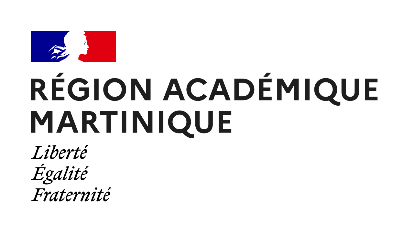 RÉGION ACADÉMIQUE
MARTINIQUE
Liberté
Égalité
Fraternité